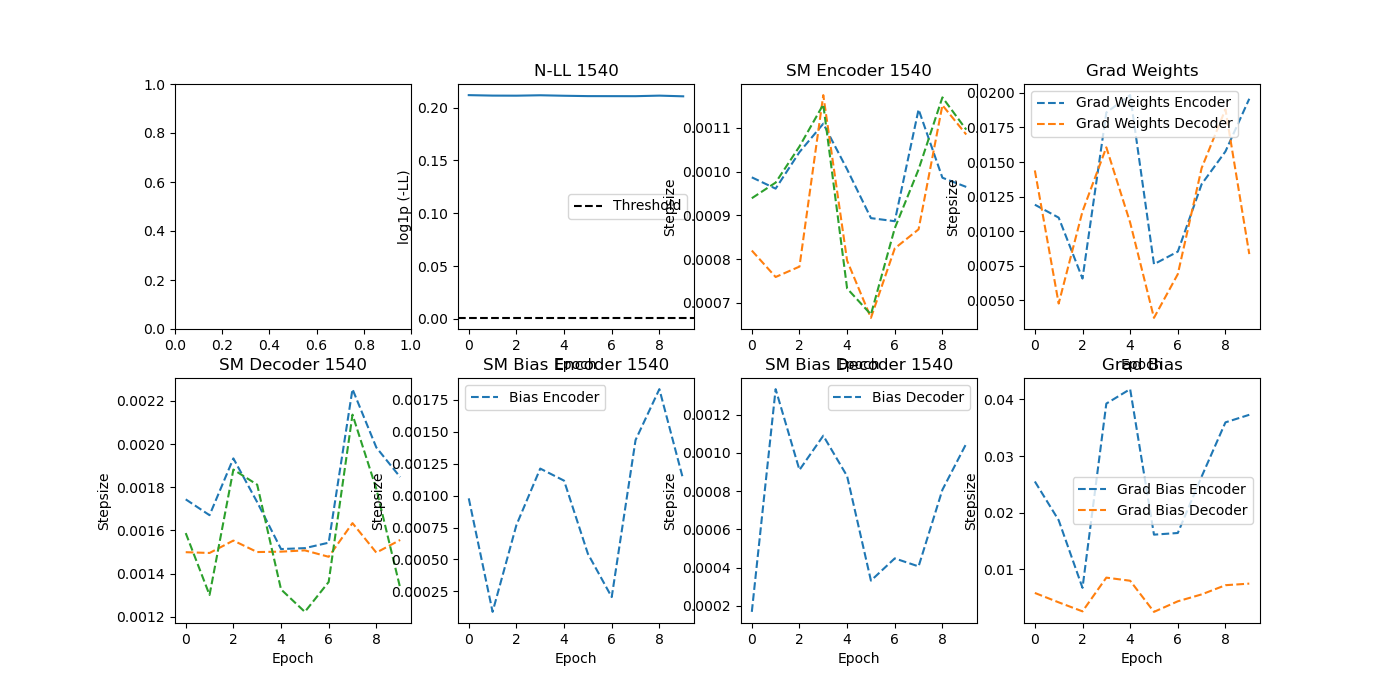 N-LL 1540
SM Encoder 1540
Grad Weights
1.0
0.8
0.6
0.4
0.2
0.0
0.0 0.2 0.4 0.6 0.8 1.0
log1p (-LL)
0.20
0.15
0.10
0.05
0.00
Threshold
0 2 4 6 8
Epoch
Stepsize
0.0011
0.0010
0.0009
0.0008
0.0007
0 2 4 6 8
Epoch
Stepsize
0.0200
0.0175
0.0150
0.0125
0.0100
0.0075
0.0050
Grad Weights Encoder
Grad Weights Decoder
0 2 4 6 8
Epoch
SM Decoder 1540
SM Bias Encoder 1540
SM Bias Decoder 1540
Grad Bias
Stepsize
0.0022
0.0020
0.0018
0.0016
0.0014
0.0012
0 2 4 6 8
Epoch
Stepsize
0.00175
0.00150
0.00125
0.00100
0.00075
0.00050
0.00025
Bias Encoder
0 2 4 6 8
Epoch
Stepsize
0.0012
0.0010
0.0008
0.0006
0.0004
0.0002
Bias Decoder
0 2 4 6 8
Epoch
Stepsize
0.04
0.03
0.02
0.01
Grad Bias Encoder
Grad Bias Decoder
0 2 4 6 8
Epoch